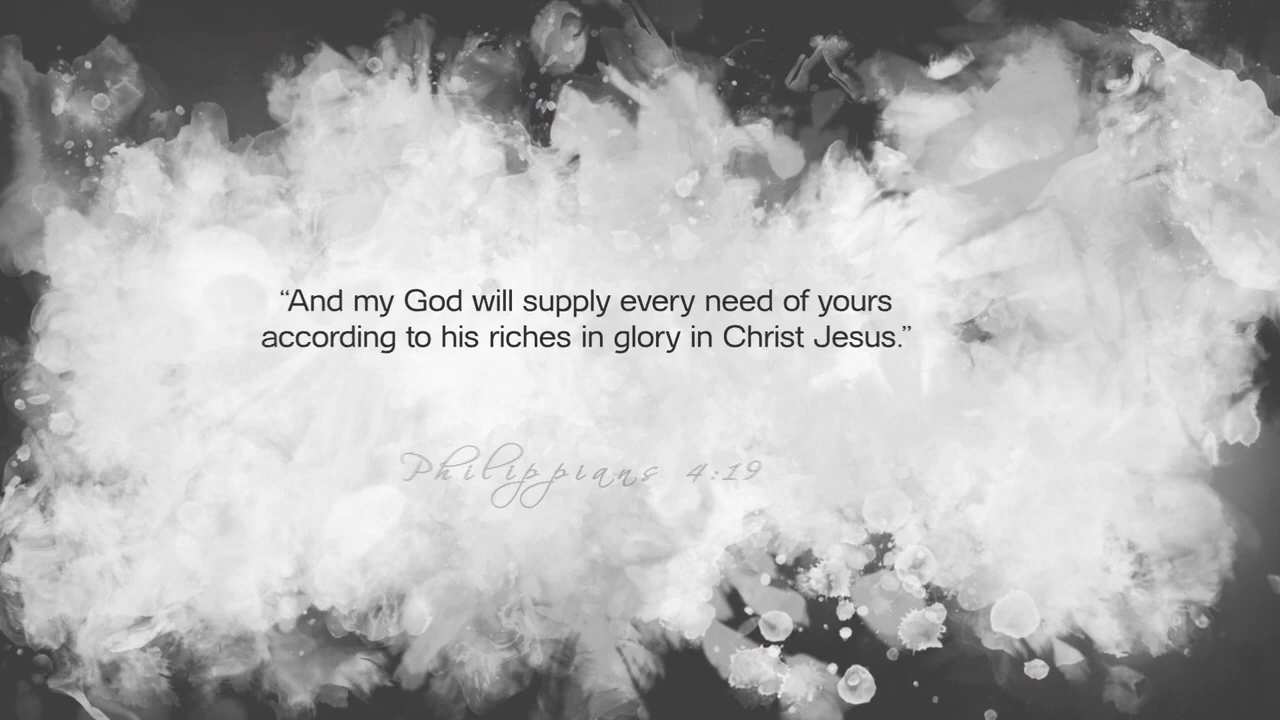 “And my God will supply every need of yours
according to his riches in glory in Christ Jesus.”
Philippians 4:19